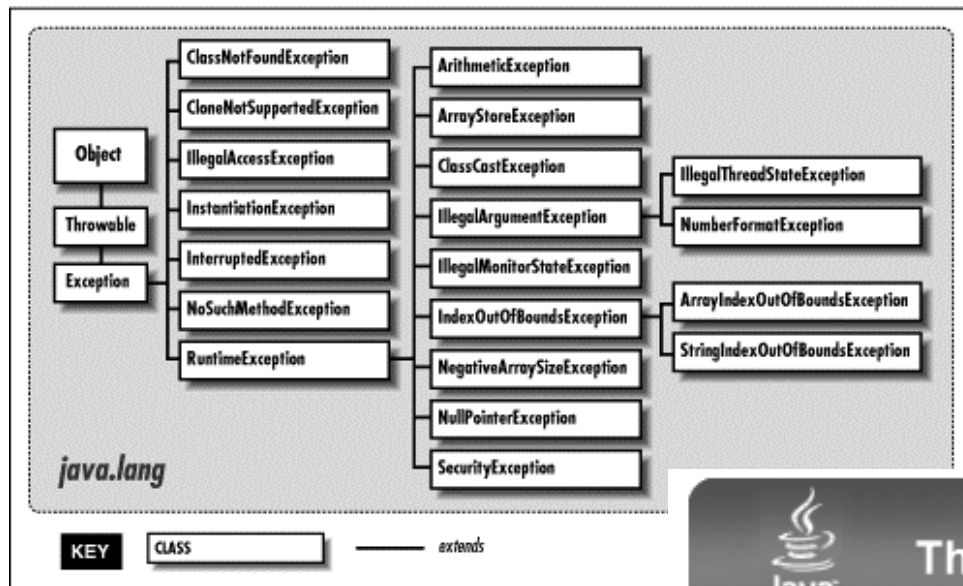 Object
Throwable
Exception
ClassNotFoundException
CloneNotSupportedException
IllegalAccessException
InstantiationException
InterruptedException
NoSuchMethodException
RuntimeException
ArithmeticException
ArrayStoreException
ClassCastException
IllegalArgumentException
IllegalMonitorStateException
IndexOutOfBoundsException
NegativeArraySizeException
NullPointerException
SecurityException
IllegalThreadStateException
NumberFormatException
ArrayIndexOutOfBoundsException
StringIndexOutOfBoundsException
java.lang
KEY
CLASS
extends
Th